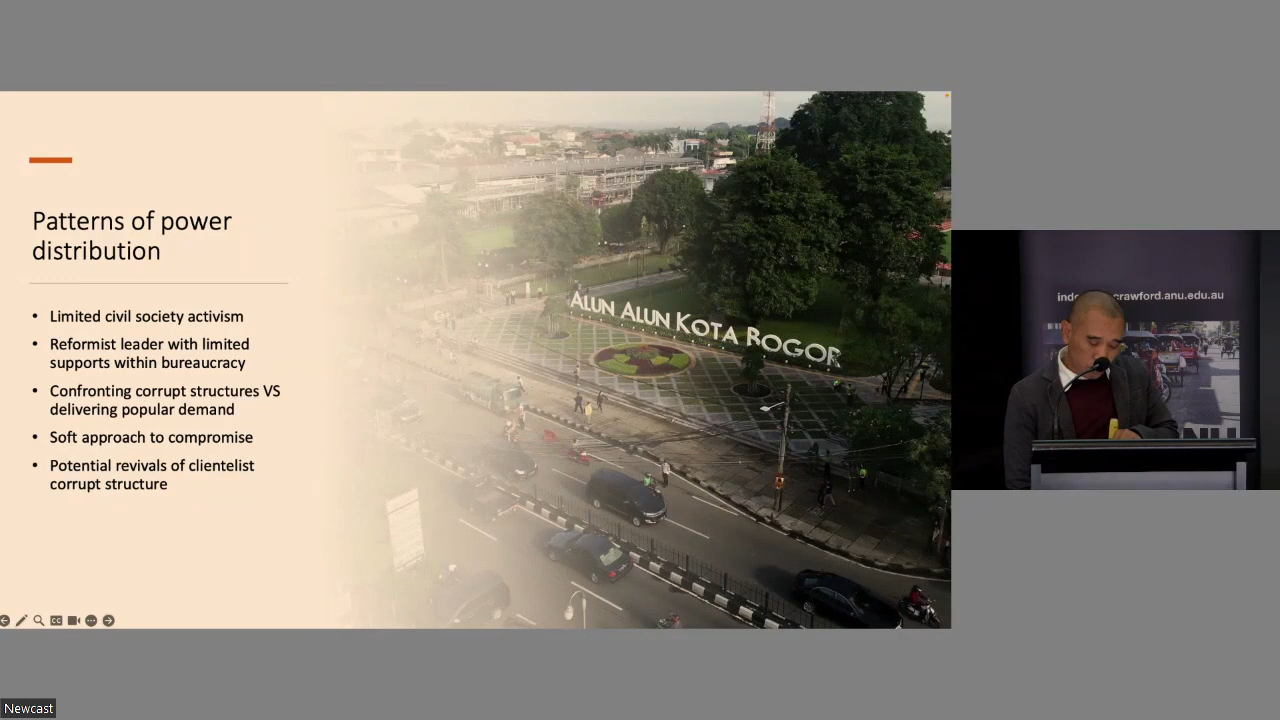 Patterns of power
distribution
• Limited civil society activism
• Reformist leader with limited
supports within bureaucracy
• Confronting corrupt structures VS
delivering popular demand
• Soft approach to compromise
• Potential revivals of clientelist
corrupt structure
ALUN ALUN KOTA BOGOR
crawford.anu.edu.au
CC
Newcast